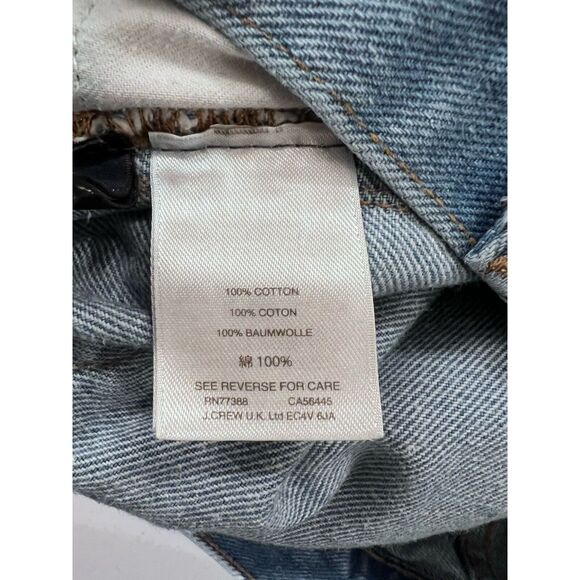 100% COTTON
100% COTON
100% BAUMWOLLE
綿 100%
SEE REVERSE FOR CARE
RN77388 CA56445
J.CREW U.K. Ltd EC4V 6JA